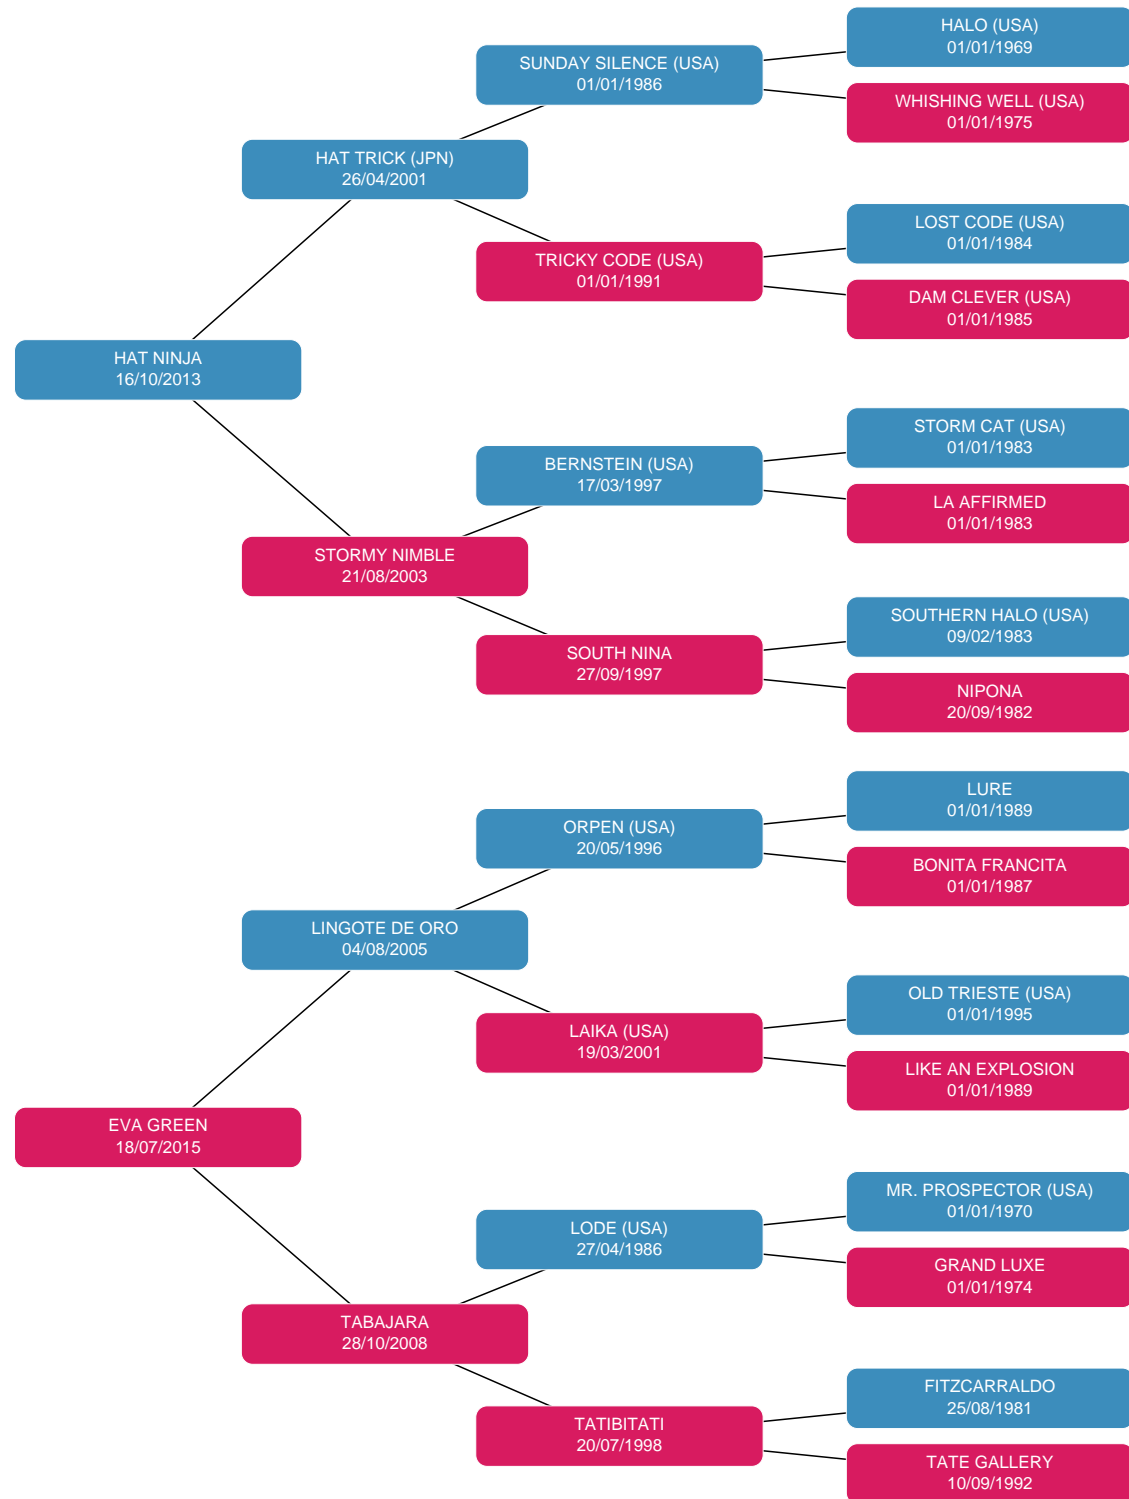 HALO (USA)
01/01/1969
SUNDAY SILENCE (USA)
01/01/1986
WHISHING WELL (USA)
01/01/1975
HAT TRICK (JPN)
26/04/2001
LOST CODE (USA)
01/01/1984
TRICKY CODE (USA)
01/01/1991
DAM CLEVER (USA)
01/01/1985
HAT NINJA
16/10/2013
STORM CAT (USA)
01/01/1983
BERNSTEIN (USA)
17/03/1997
LA AFFIRMED
01/01/1983
STORMY NIMBLE
21/08/2003
SOUTHERN HALO (USA)
09/02/1983
SOUTH NINA
27/09/1997
NIPONA
20/09/1982
LURE
01/01/1989
ORPEN (USA)
20/05/1996
BONITA FRANCITA
01/01/1987
LINGOTE DE ORO
04/08/2005
OLD TRIESTE (USA)
01/01/1995
LAIKA (USA)
19/03/2001
LIKE AN EXPLOSION
01/01/1989
EVA GREEN
18/07/2015
MR. PROSPECTOR (USA)
01/01/1970
LODE (USA)
27/04/1986
GRAND LUXE
01/01/1974
TABAJARA
28/10/2008
FITZCARRALDO
25/08/1981
TATIBITATI
20/07/1998
TATE GALLERY
10/09/1992